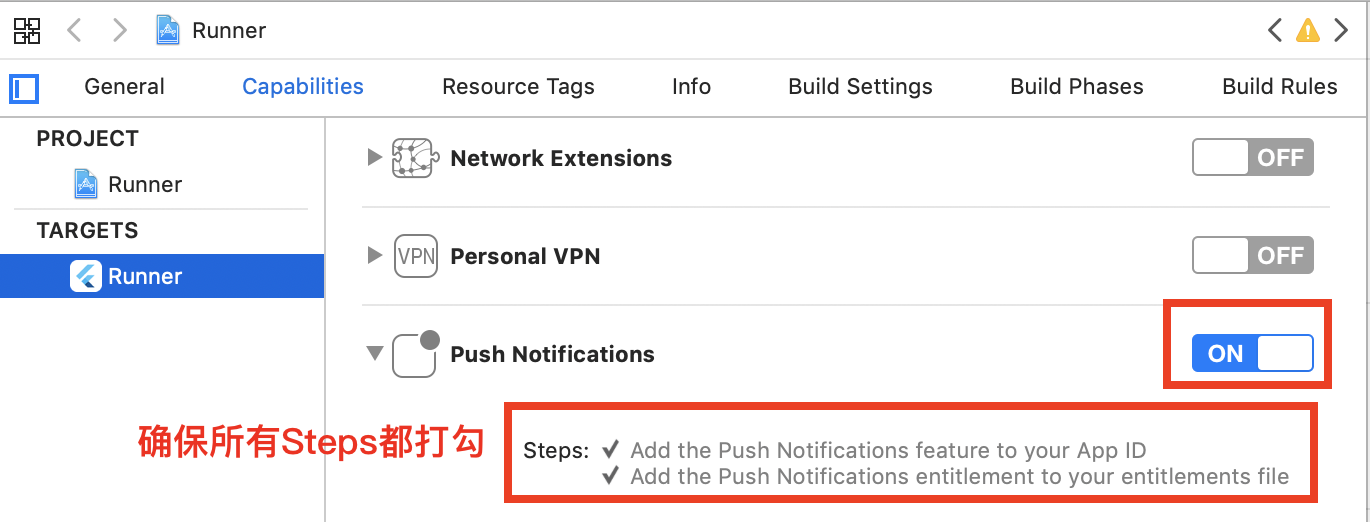 Runner
General Capabilities Resource Tags Info Build Settings Build Phases Build Rules
PROJECT
Runner
TARGETS
Runner
Network Extensions OFF
VPN Personal VPN OFF
Push Notifications ON
确保所有Steps都打勾
Steps: ✓ Add the Push Notifications feature to your App ID
✓ Add the Push Notifications entitlement to your entitlements file